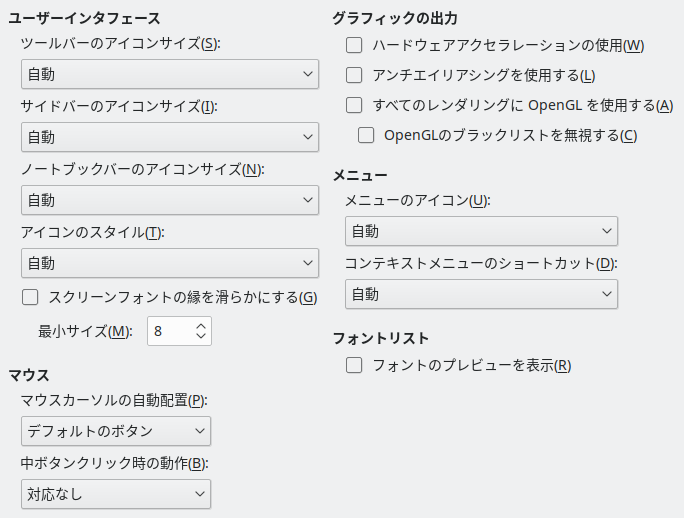 ユーザーインタフェース
ツールバーのアイコンサイズ(S):
自動
サイドバーのアイコンサイズ(I):
自動
ノートブックバーのアイコンサイズ(N):
自動
アイコンのスタイル(T):
自動
スクリーンフォントの縁を滑らかにする(G)
最小サイズ(M): 8
マウス
マウスカーソルの自動配置(P):
デフォルトのボタン
中ボタンクリック時の動作(B):
対応なし
グラフィックの出力
ハードウェアアクセラレーションの使用(W)
アンチエイリアシングを使用する(L)
すべてのレンダリングに OpenGL を使用する(A)
OpenGLのブラックリストを無視する(C)
メニュー
メニューのアイコン(U):
自動
コンテキストメニューのショートカット(D):
自動
フォントリスト
フォントのプレビューを表示(R)